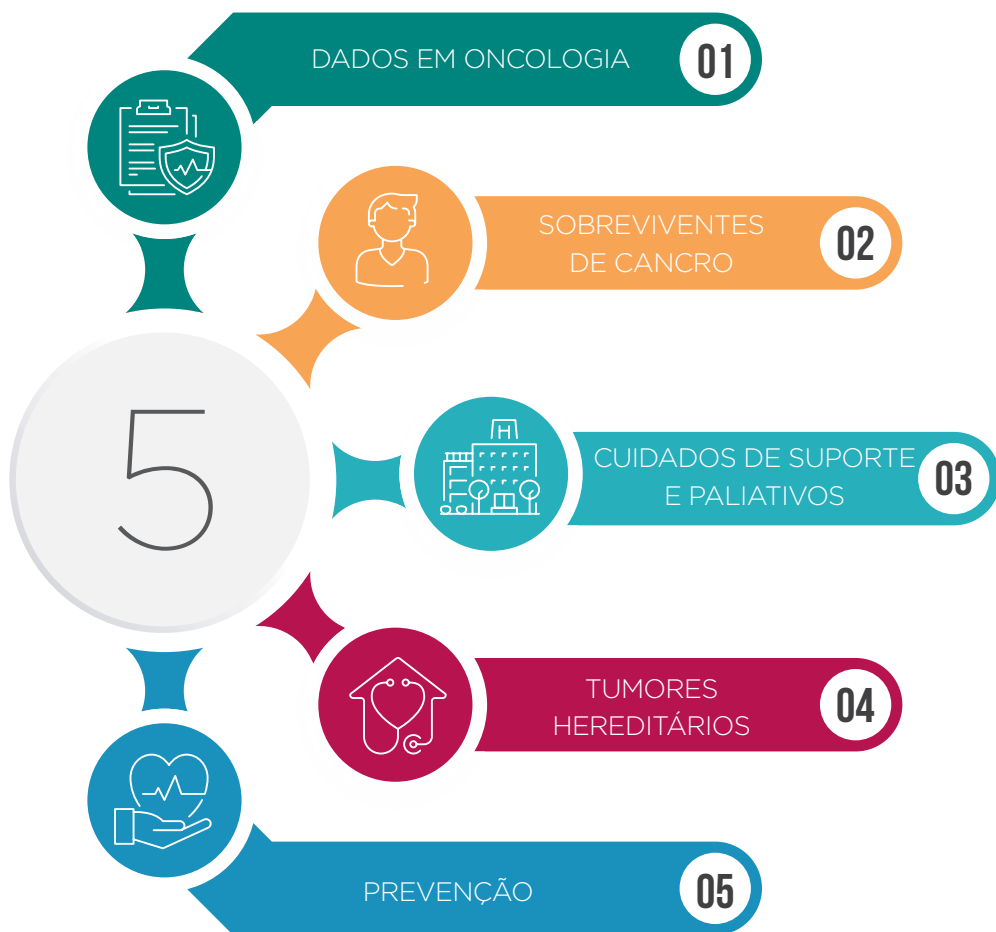 DADOS EM ONCOLOGIA
01
SOBREVIVENTES
DE CANCRO
02
5
CUIDADOS DE SUPORTE
E PALIATIVOS
03
H
TUMORES
HEREDITÁRIOS
04
PREVENÇÃO
05